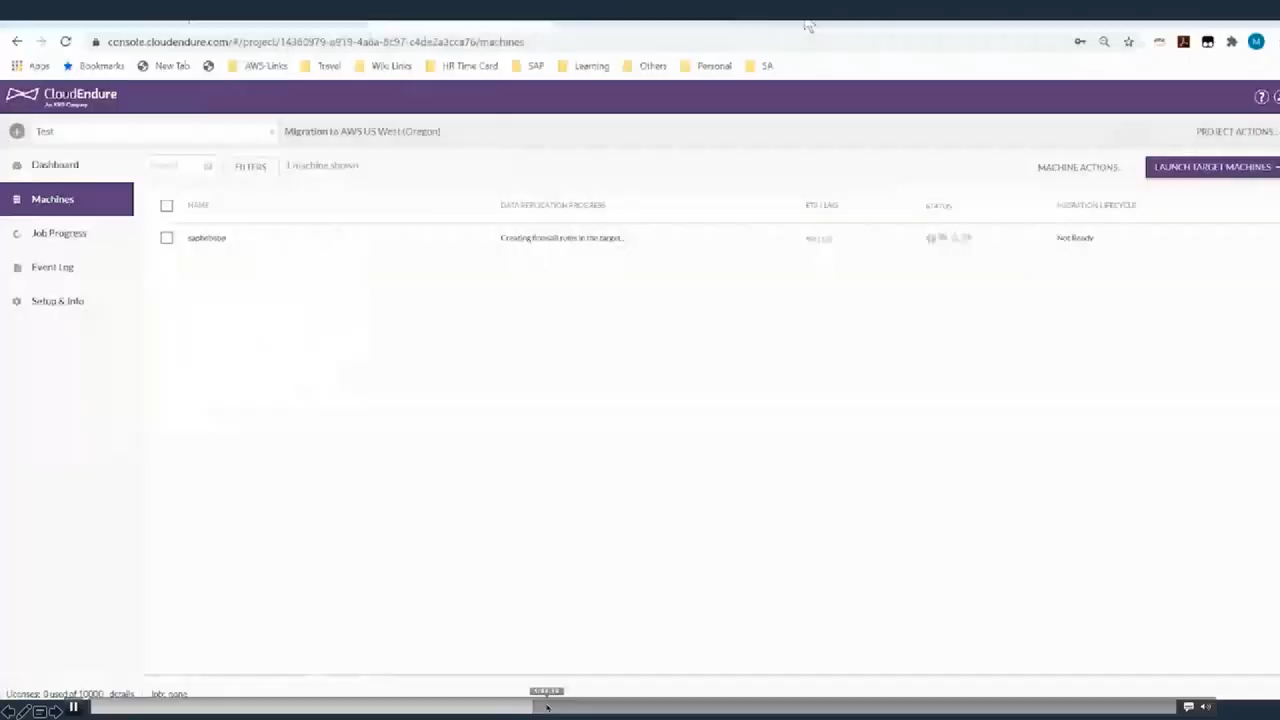 console.cloudendure.com/#/project/14360979-a919-4a6a-8c97-c4de2a3cca76/machines
M
Apps Bookmarks New Tab AWS-Links Travel Wiki Links HR Time Card SAP Learning Others Personal SA
CloudEndure
An AWS Company
Test Migration to AWS US West (Oregon) PROJECT ACTIONS...
Dashboard FILTERS 1 machine shown MACHINE ACTIONS... LAUNCH TARGET MACHINES
Machines NAME DATA REPLICATION PROGRESS ETA / LAG STATUS MIGRATION LIFECYCLE
Job Progress Creating firewall rules in the target... Not Ready
Event Log
Setup & Info
Licenses: 0 used of 10000 details Job: none